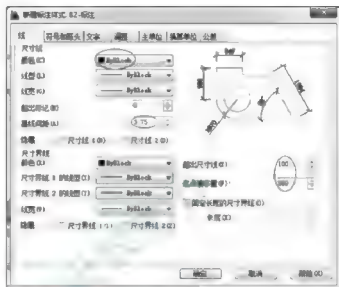 新建标注样式: BZ-标注
线 符号和箭头 文字 调整 主单位 换算单位 公差
尺寸线
颜色(C) ByBlock
线型(L) ByBlock
线宽(G) ByBlock
超出标记(N) 0
基线间距(A) 3.75
隐藏 尺寸线 1(M) 尺寸线 2(D)
尺寸界线
颜色(R) ByBlock
尺寸界线 1 的线型(I) ByBlock
尺寸界线 2 的线型(T) ByBlock
线宽(W) ByBlock
隐藏 尺寸界线 1(1) 尺寸界线 2(2)
超出尺寸线(X) 100
起点偏移量(F)
固定长度的尺寸界线(O)
长度(E)
确定 取消 帮助(H)